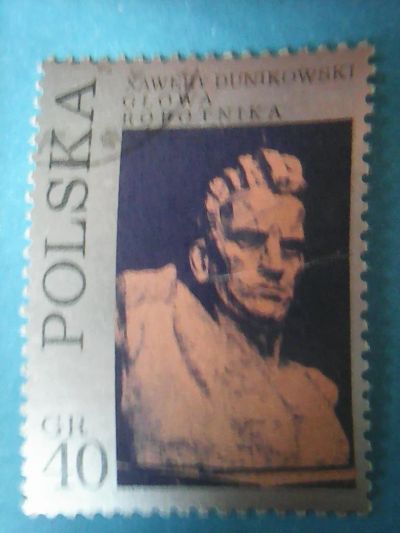 XAWERY DUNIKOWSKI
GŁOWA
ROBOTNIKA
POLSKA
GR
40